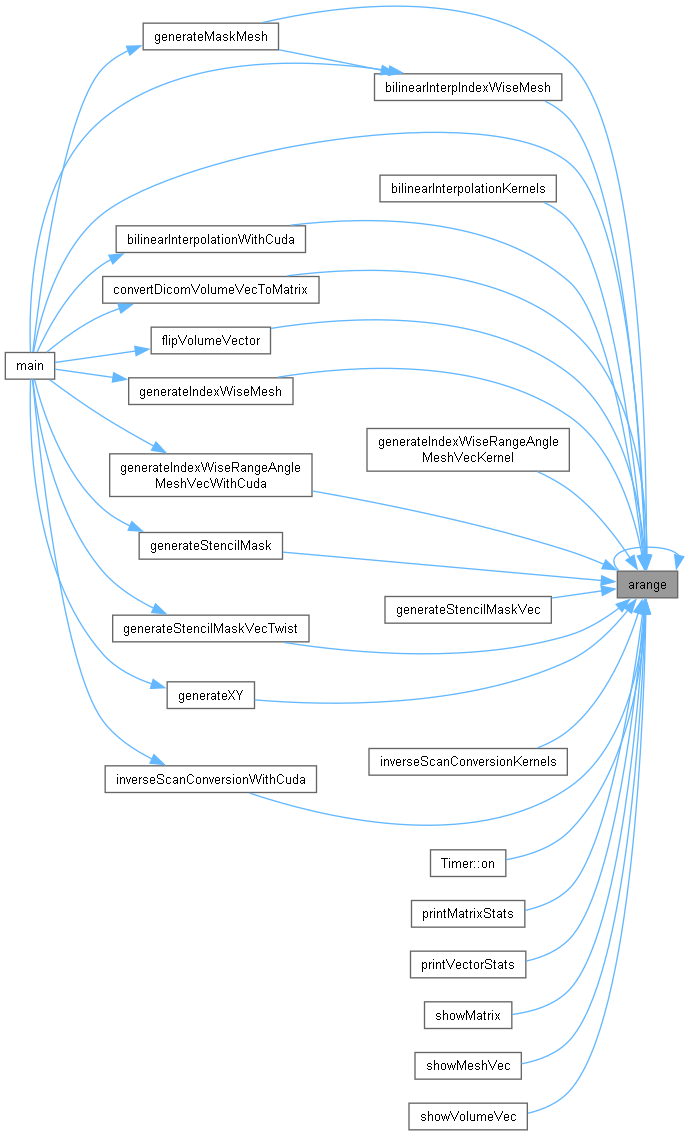 generateMaskMesh
bilinearInterpIndexWiseMesh
bilinearInterpolationKernels
bilinearInterpolationWithCuda
convertDicomVolumeVecToMatrix
flipVolumeVector
main
generateIndexWiseMesh
generateIndexWiseRangeAngle
MeshVecKernel
generateIndexWiseRangeAngle
MeshVecWithCuda
generateStencilMask
arange
generateStencilMaskVec
generateStencilMaskVecTwist
generateXY
inverseScanConversionKernels
inverseScanConversionWithCuda
Timer::on
printMatrixStats
printVectorStats
showMatrix
showMeshVec
showVolumeVec